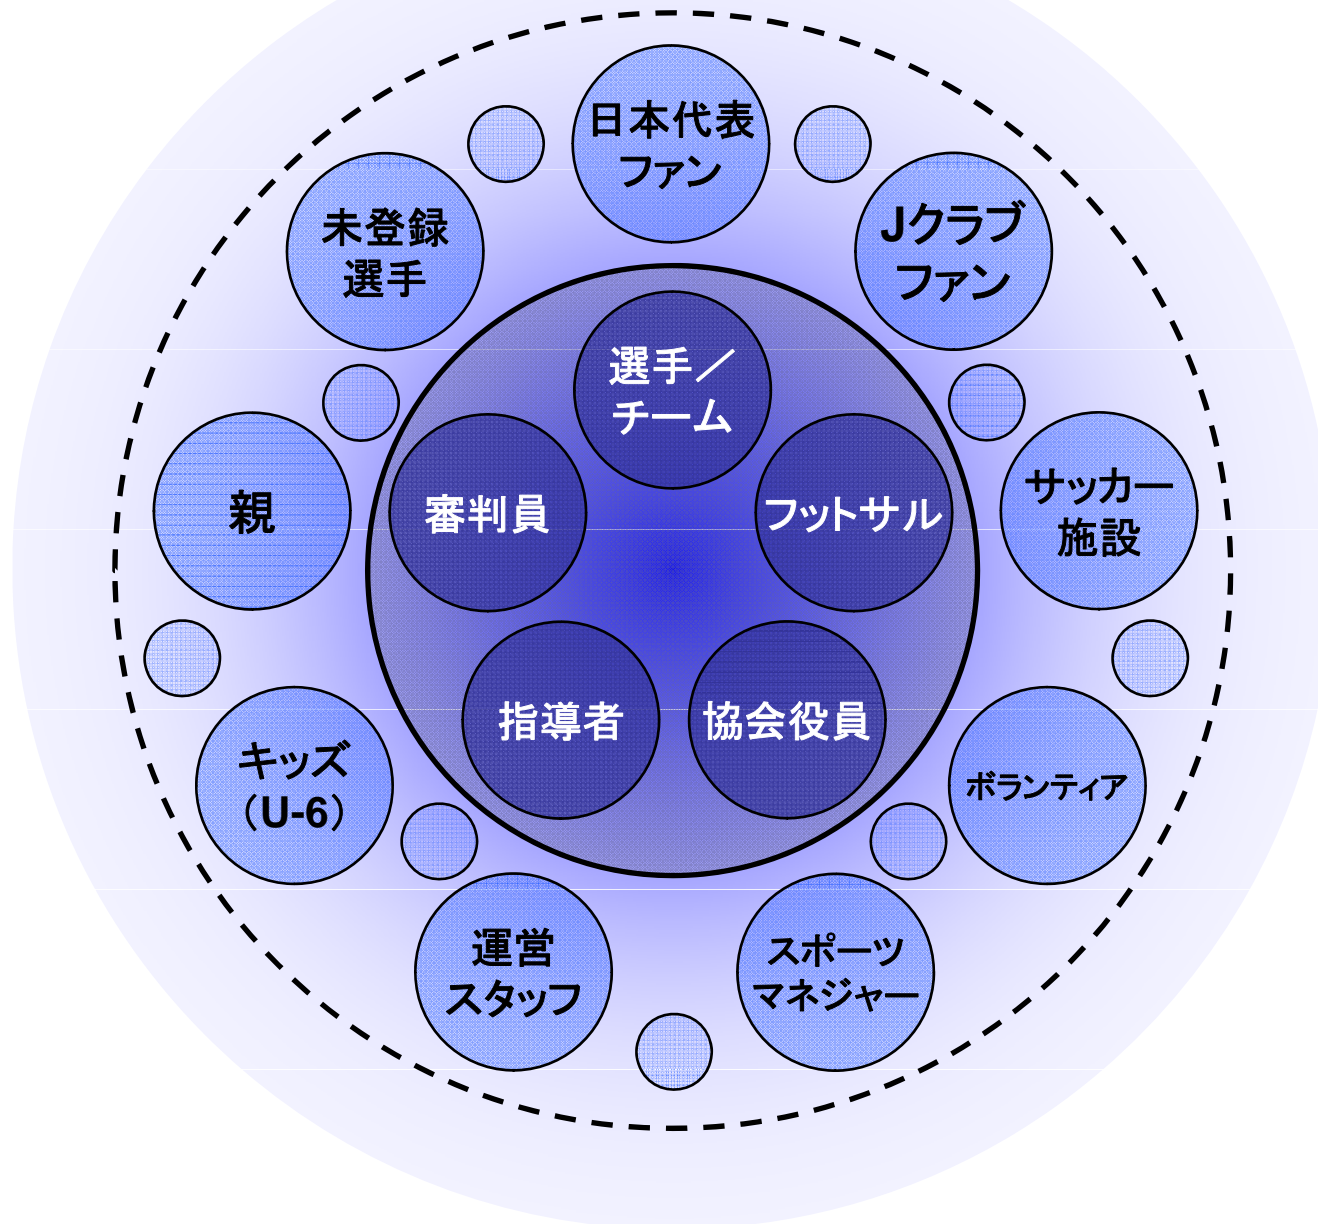 日本代表
ファン
Jクラブ
ファン
サッカー
施設
ボランティア
スポーツ
マネジャー
運営
スタッフ
キッズ
（U-6）
親
未登録
選手
選手／
チーム
フットサル
協会役員
指導者
審判員